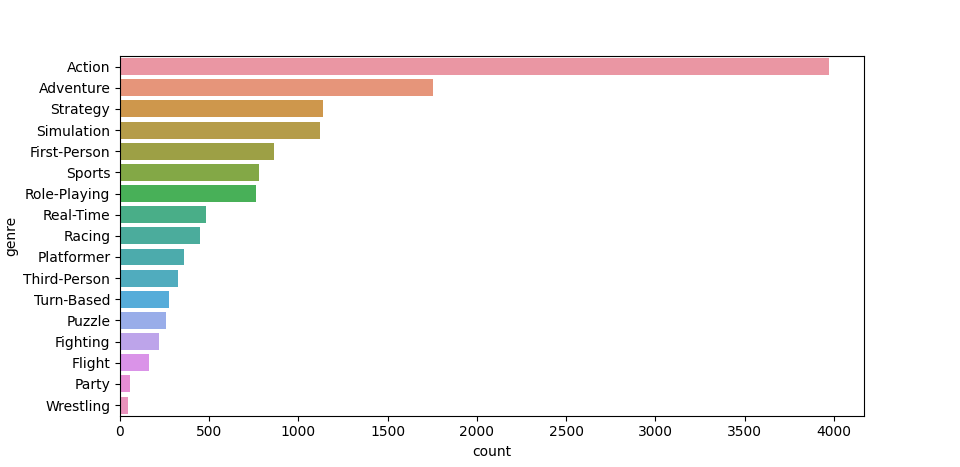 Action
Adventure
Strategy
Simulation
First-Person
Sports
Role-Playing
Real-Time
Racing
Platformer
Third-Person
Turn-Based
Puzzle
Fighting
Flight
Party
Wrestling
genre
0 500 1000 1500 2000 2500 3000 3500 4000
count